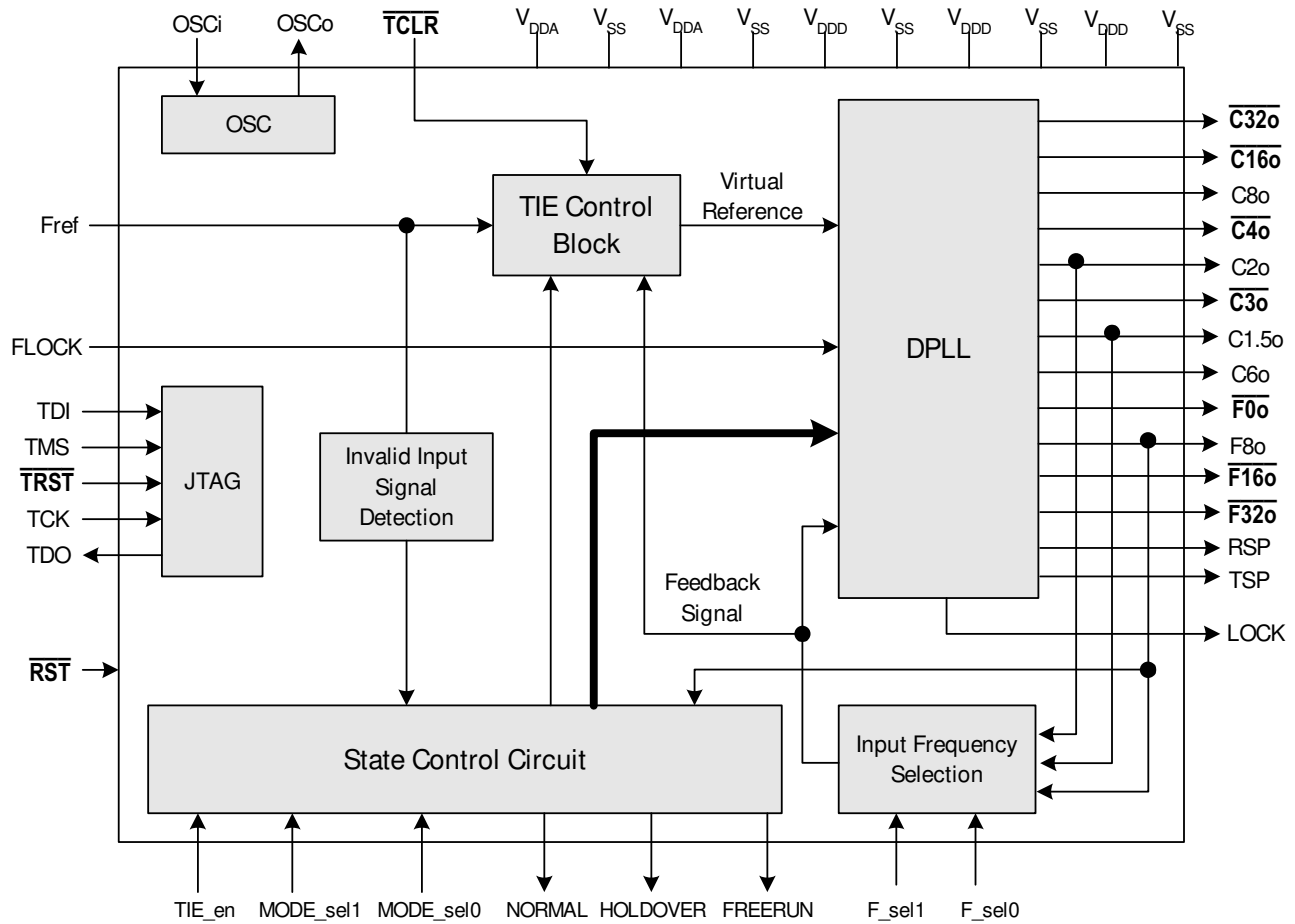 OSCi
OSCo
TCLR
VDDA
VSS
VDDA
VSS
VDDD
VSS
VDDD
VSS
VDDD
VSS
OSC
C32o
C16o
C8o
C4o
C2o
C3o
C1.5o
C6o
F0o
F8o
F16o
F32o
RSP
TSP
LOCK
Fref
TIE Control
Block
Virtual
Reference
DPLL
FLOCK
TDI
TMS
TRST
TCK
TDO
JTAG
Invalid Input
Signal
Detection
Feedback
Signal
RST
State Control Circuit
Input Frequency
Selection
TIE_en
MODE_sel1
MODE_sel0
NORMAL
HOLDOVER
FREERUN
F_sel1
F_sel0